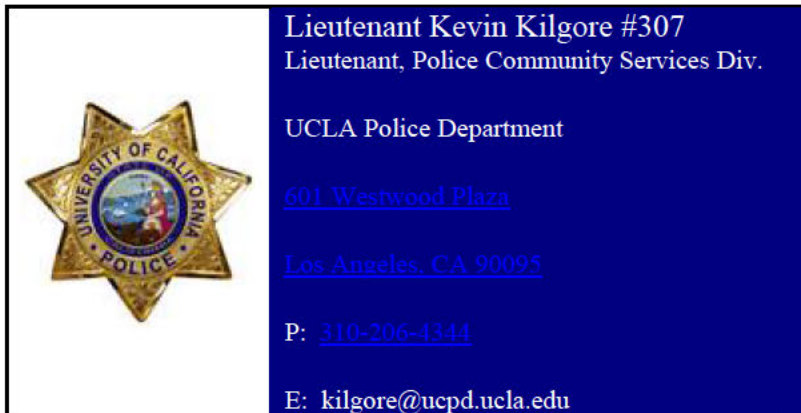 Lieutenant Kevin Kilgore #307
Lieutenant, Police Community Services Div.
UCLA Police Department
601 Westwood Plaza
Los Angeles, CA 90095
P: 310-206-4344
E: kilgore@ucpd.ucla.edu
UNIVERSITY OF CALIFORNIA
POLICE